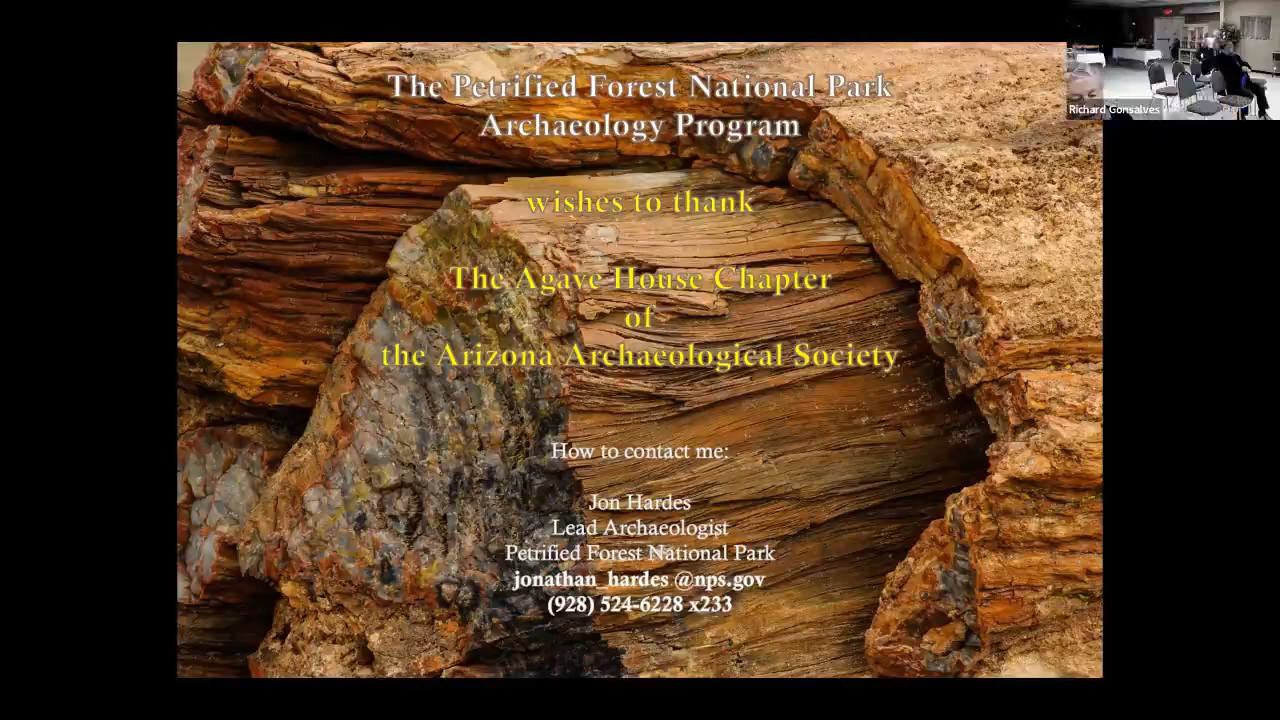 The Petrified Forest National Park
Archaeology Program
wishes to thank
The Agave House Chapter
of
the Arizona Archaeological Society
How to contact me:
Jon Hardes
Lead Archaeologist
Petrified Forest National Park
jonathan_hardes @nps.gov
(928) 524-6228 x233
Richard Gonsalves